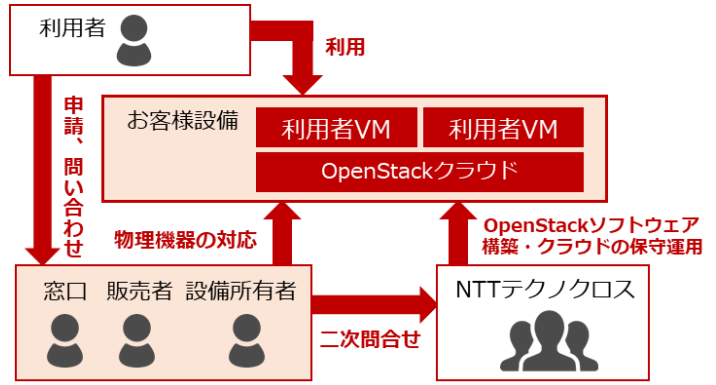 利用者
利用
お客様設備
利用者VM
利用者VM
OpenStackクラウド
申請、問い合わせ
物理機器の対応
OpenStackソフトウェア
構築・クラウドの保守運用
窓口
販売者
設備所有者
二次問合せ
NTTテクノクロス